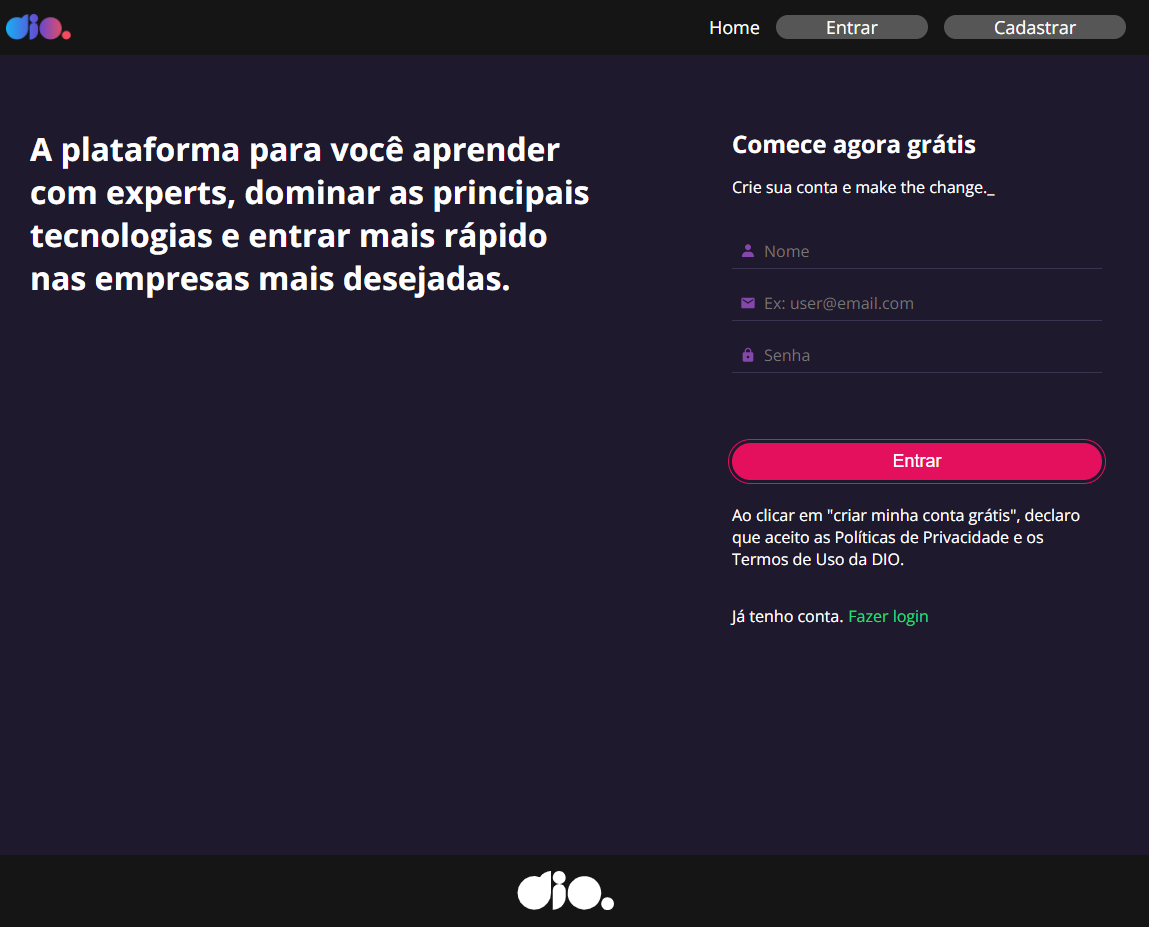 dio.
Home
Entrar
Cadastrar
A plataforma para você aprender
com experts, dominar as principais
tecnologias e entrar mais rápido
nas empresas mais desejadas.
Comece agora grátis
Crie sua conta e make the change._
Nome
Ex: user@email.com
Senha
Entrar
Ao clicar em "criar minha conta grátis", declaro
que aceito as Políticas de Privacidade e os
Termos de Uso da DIO.
Já tenho conta. Fazer login
dio.